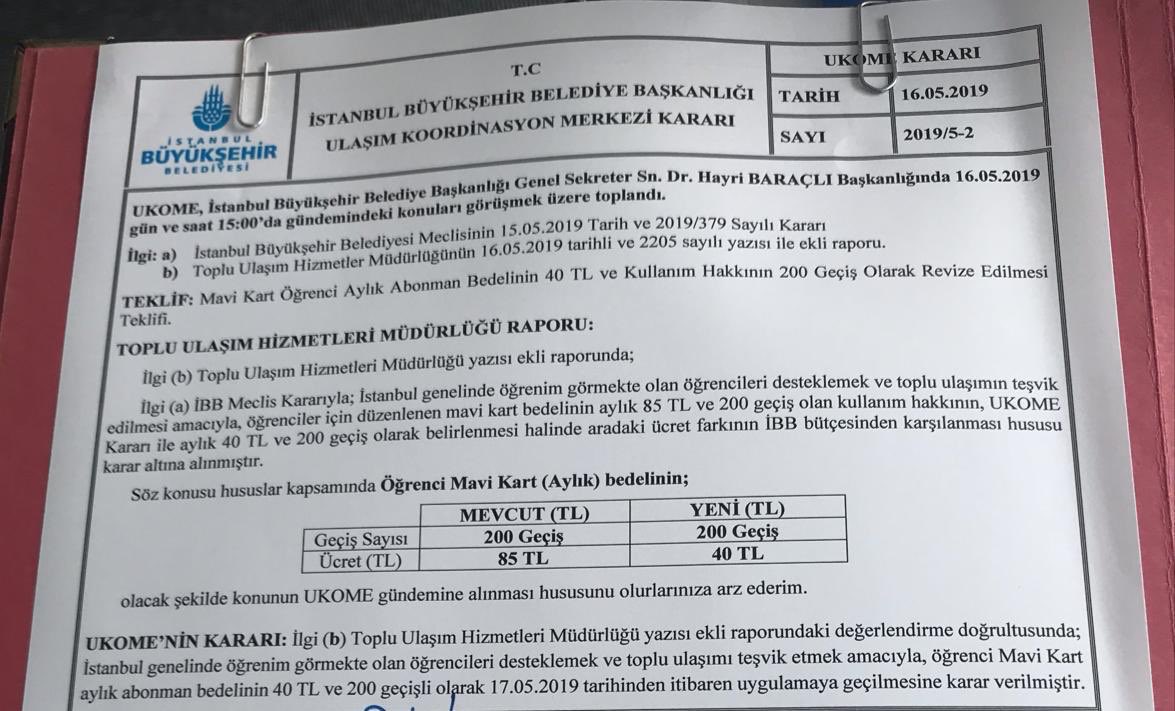 T.C
İSTANBUL BÜYÜKŞEHİR BELEDİYE BAŞKANLIĞI
ULAŞIM KOORDİNASYON MERKEZİ KARARI
UKOME KARARI
TARİH 16.05.2019
SAYI 2019/5-2
İSTANBUL
BÜYÜKŞEHİR
BELEDİYESİ
UKOME, İstanbul Büyükşehir Belediye Başkanlığı Genel Sekreter Sn. Dr. Hayri BARAÇLI Başkanlığında 16.05.2019
gün ve saat 15:00'da gündemindeki konuları görüşmek üzere toplandı.
İlgi: a) İstanbul Büyükşehir Belediyesi Meclisinin 15.05.2019 Tarih ve 2019/379 Sayılı Kararı
b) Toplu Ulaşım Hizmetler Müdürlüğünün 16.05.2019 tarihli ve 2205 sayılı yazısı ile ekli raporu.
TEKLİF: Mavi Kart Öğrenci Aylık Abonman Bedelinin 40 TL ve Kullanım Hakkının 200 Geçiş Olarak Revize Edilmesi
Teklifi.
TOPLU ULAŞIM HİZMETLERİ MÜDÜRLÜĞÜ RAPORU:
İlgi (b) Toplu Ulaşım Hizmetleri Müdürlüğü yazısı ekli raporunda;
İlgi (a) İBB Meclis Kararıyla; İstanbul genelinde öğrenim görmekte olan öğrencileri desteklemek ve toplu ulaşımın teşvik
edilmesi amacıyla, öğrenciler için düzenlenen mavi kart bedelinin aylık 85 TL ve 200 geçiş olan kullanım hakkının, UKOME
Kararı ile aylık 40 TL ve 200 geçiş olarak belirlenmesi halinde aradaki ücret farkının İBB bütçesinden karşılanması hususu
karar altına alınmıştır.
Söz konusu hususlar kapsamında Öğrenci Mavi Kart (Aylık) bedelinin;
MEVCUT (TL) YENİ (TL)
Geçiş Sayısı 200 Geçiş 200 Geçiş
Ücret (TL) 85 TL 40 TL
olacak şekilde konunun UKOME gündemine alınması hususunu olurlarınıza arz ederim.
UKOME'NİN KARARI: İlgi (b) Toplu Ulaşım Hizmetleri Müdürlüğü yazısı ekli raporundaki değerlendirme doğrultusunda;
İstanbul genelinde öğrenim görmekte olan öğrencileri desteklemek ve toplu ulaşımı teşvik etmek amacıyla, öğrenci Mavi Kart
aylık abonman bedelinin 40 TL ve 200 geçişli olarak 17.05.2019 tarihinden itibaren uygulamaya geçilmesine karar verilmiştir.